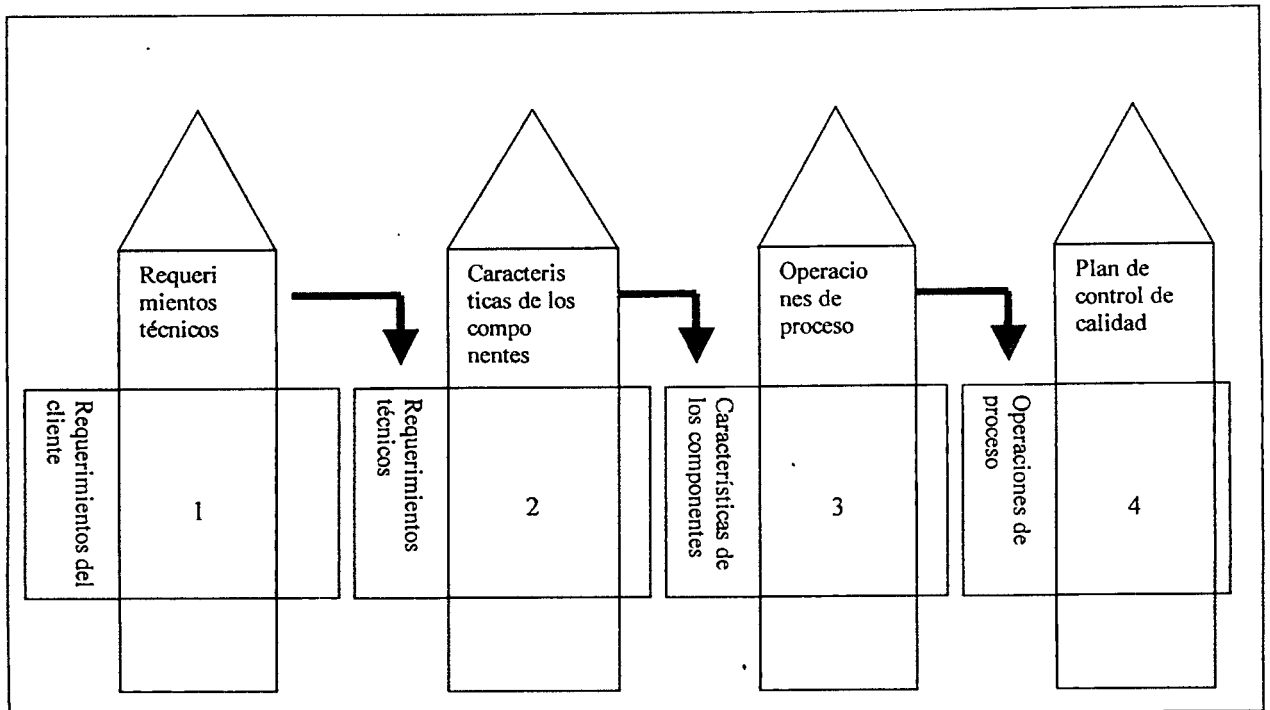 Requeri
mientos
técnicos
Caracteris
ticas de los
compo
nentes
Operacio
nes de
proceso
Plan de
control de
calidad
Requerimientos del
cliente
1
Requerimientos
técnicos
2
Características de
los componentes
3
Operaciones de
proceso
4